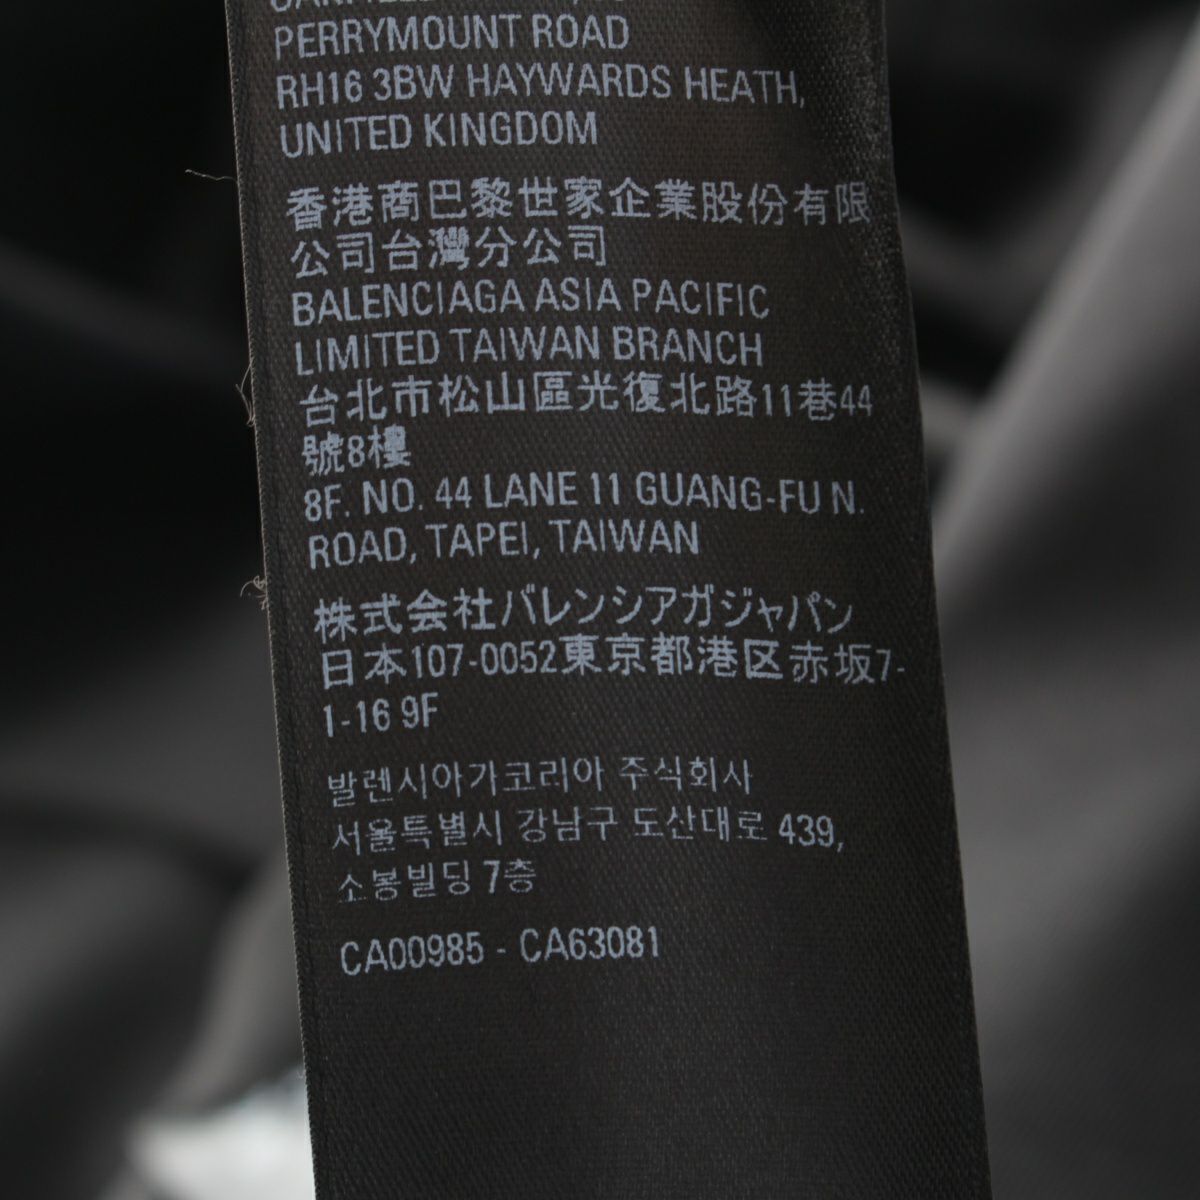 PERRYMOUNT ROAD
RH16 3BW HAYWARDS HEATH,
UNITED KINGDOM
香港商巴黎世家企業股份有限
公司台灣分公司
BALENCIAGA ASIA PACIFIC
LIMITED TAIWAN BRANCH
台北市松山區光復北路11巷44
號8樓
8F. NO. 44 LANE 11 GUANG-FU N.
ROAD, TAPEI, TAIWAN
株式会社バレンシアガジャパン
日本107-0052東京都港区赤坂7-
1-16 9F
발렌시아가코리아 주식회사
서울특별시 강남구 도산대로 439,
소봉빌딩 7층
CA00985 - CA63081